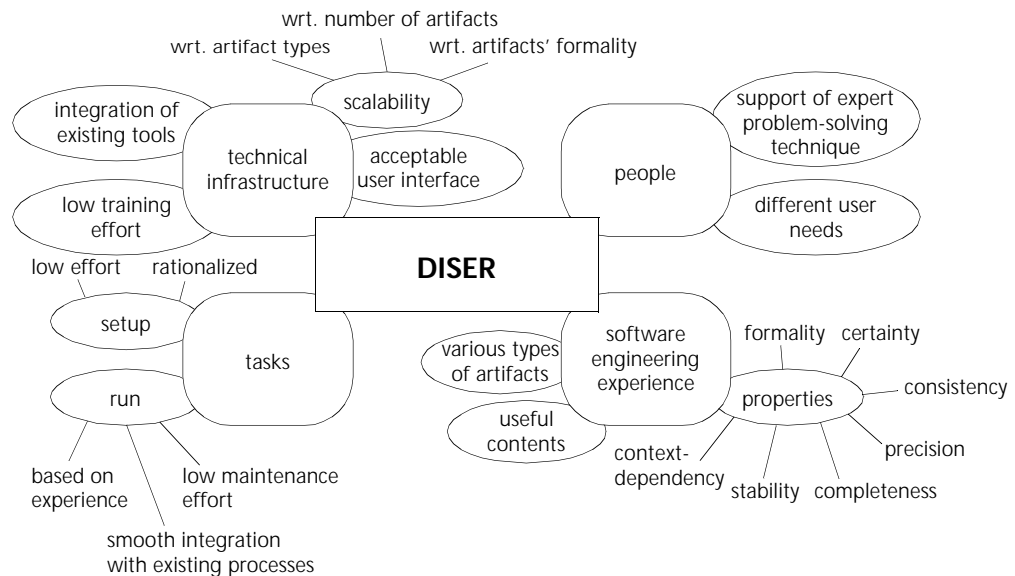 wrt. number of artifacts
wrt. artifact types
wrt. artifacts' formality
scalability
integration of
existing tools
technical
infrastructure
acceptable
user interface
low training
effort
support of expert
problem-solving
technique
people
different user
needs
DISER
low effort
rationalized
setup
tasks
run
based on
experience
low maintenance
effort
smooth integration
with existing processes
software
engineering
experience
various types
of artifacts
useful
contents
properties
formality
certainty
consistency
precision
completeness
stability
context-
dependency